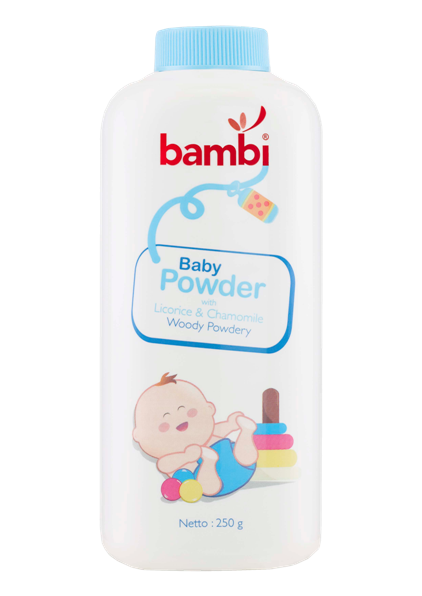 bambi®
Baby
Powder
with
Licorice & Chamomile
Woody Powdery
Netto : 250 g